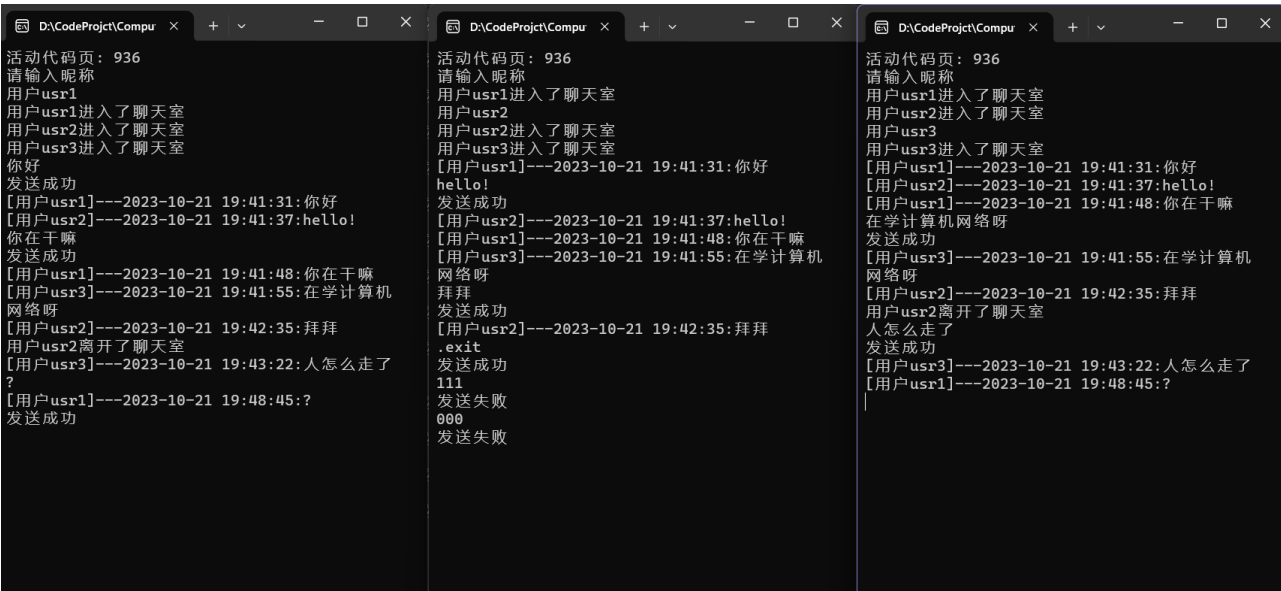 D:\CodeProjct\Compu
活动代码页: 936
请输入昵称
用户usr1
用户usr1进入了聊天室
用户usr2进入了聊天室
用户usr3进入了聊天室
你好
发送成功
[用户usr1]---2023-10-21 19:41:31:你好
[用户usr2]---2023-10-21 19:41:37:hello!
你在干嘛
发送成功
[用户usr1]---2023-10-21 19:41:48:你在干嘛
[用户usr3]---2023-10-21 19:41:55:在学计算机
网络呀
[用户usr2]---2023-10-21 19:42:35:拜拜
用户usr2离开了聊天室
[用户usr3]---2023-10-21 19:43:22:人怎么走了
?
[用户usr1]---2023-10-21 19:48:45:?
发送成功
D:\CodeProjct\Compu
活动代码页: 936
请输入昵称
用户usr1进入了聊天室
用户usr2
用户usr2进入了聊天室
用户usr3进入了聊天室
[用户usr1]---2023-10-21 19:41:31:你好
hello!
发送成功
[用户usr2]---2023-10-21 19:41:37:hello!
[用户usr1]---2023-10-21 19:41:48:你在干嘛
[用户usr3]---2023-10-21 19:41:55:在学计算机
网络呀
拜拜
发送成功
[用户usr2]---2023-10-21 19:42:35:拜拜
.exit
发送成功
111
发送失败
000
发送失败
D:\CodeProjct\Compu
活动代码页: 936
请输入昵称
用户usr1进入了聊天室
用户usr2进入了聊天室
用户usr3
用户usr3进入了聊天室
[用户usr1]---2023-10-21 19:41:31:你好
[用户usr2]---2023-10-21 19:41:37:hello!
[用户usr1]---2023-10-21 19:41:48:你在干嘛
在学计算机网络呀
发送成功
[用户usr3]---2023-10-21 19:41:55:在学计算机
网络呀
[用户usr2]---2023-10-21 19:42:35:拜拜
用户usr2离开了聊天室
人怎么走了
发送成功
[用户usr3]---2023-10-21 19:43:22:人怎么走了
[用户usr1]---2023-10-21 19:48:45:?